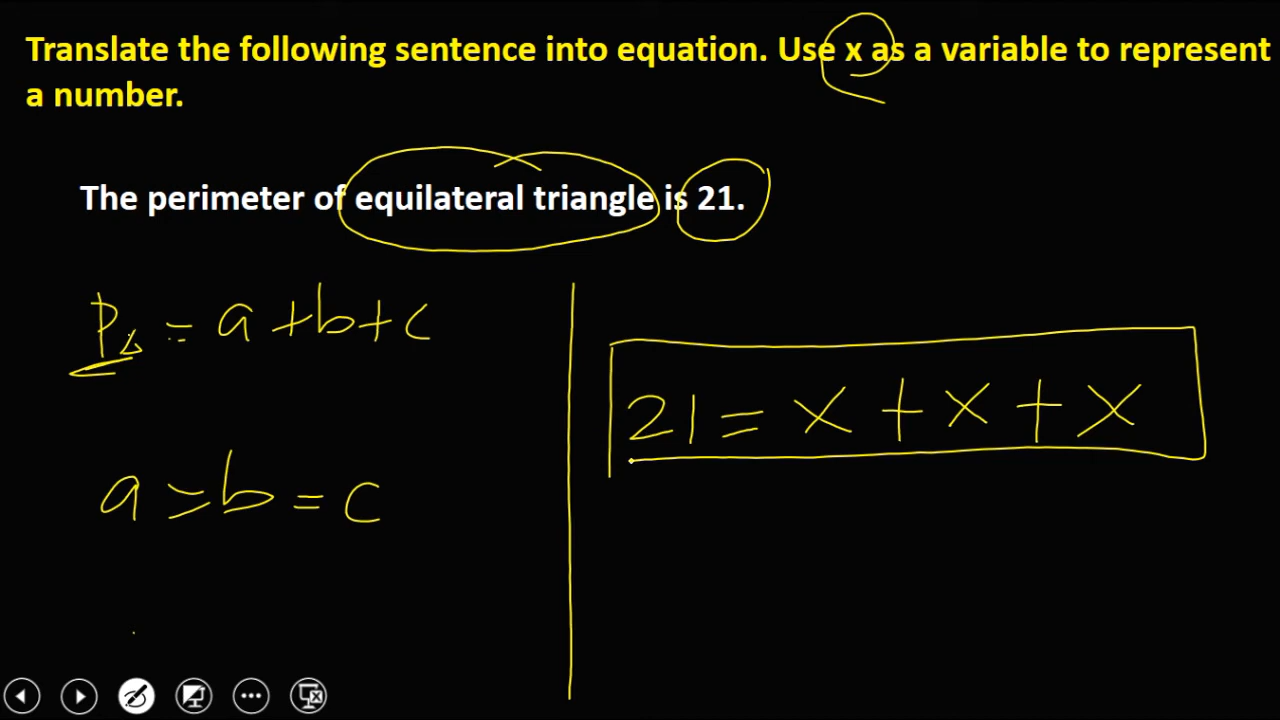 Translate the following sentence into equation. Use x as a variable to represent
a number.
The perimeter of equilateral triangle is 21.
P△ = a + b + c
a = b = c
21 = x + x + x